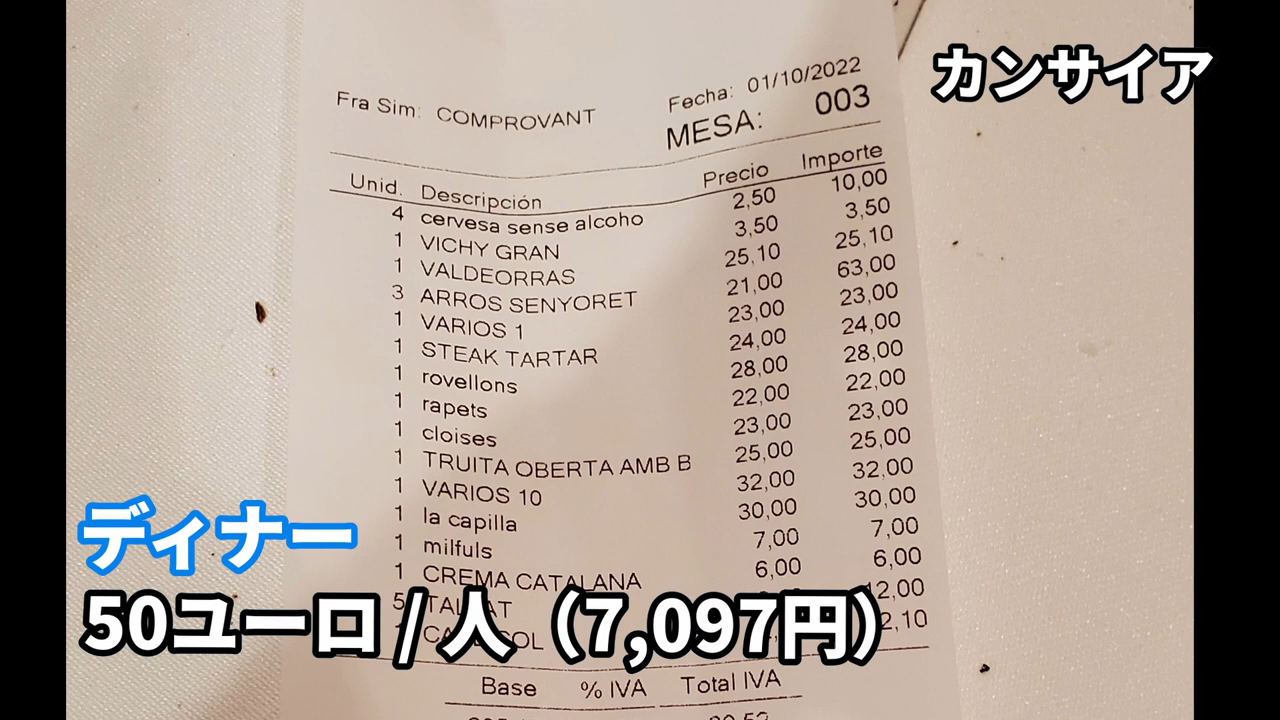 カンサイア
Fra Sim: COMPROVANT Fecha: 01/10/2022
MESA: 003
Unid. Descripción Precio Importe
4 cervesa sense alcoho 2,50 10,00
1 VICHY GRAN 3,50 3,50
1 VALDEORRAS 25,10 25,10
3 ARROS SENYORET 21,00 63,00
1 VARIOS 1 23,00 23,00
1 STEAK TARTAR 24,00 24,00
1 rovellons 28,00 28,00
1 rapets 22,00 22,00
1 cloises 23,00 23,00
1 TRUITA OBERTA AMB B 25,00 25,00
1 VARIOS 10 32,00 32,00
1 la capilla 30,00 30,00
1 milfuls 7,00 7,00
1 CREMA CATALANA 6,00 6,00
5 12,00
ディナー
50ユーロ / 人（7,097円）
Base % IVA Total IVA